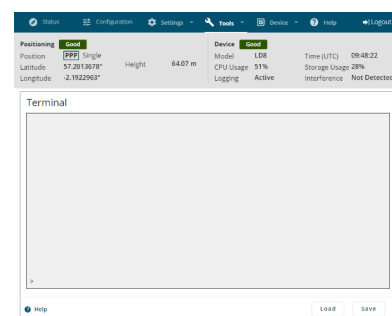 Status Configuration Settings Tools Device Help Logout
Positioning Good
Position PPP Single
Latitude 57.2013678°
Longitude -2.1922963°
Height 64.07 m
Device Good
Model LD8
CPU Usage 51%
Logging Active
Time (UTC) 09:48:22
Storage Usage 28%
Interference Not Detected
Terminal
>
Help Load Save